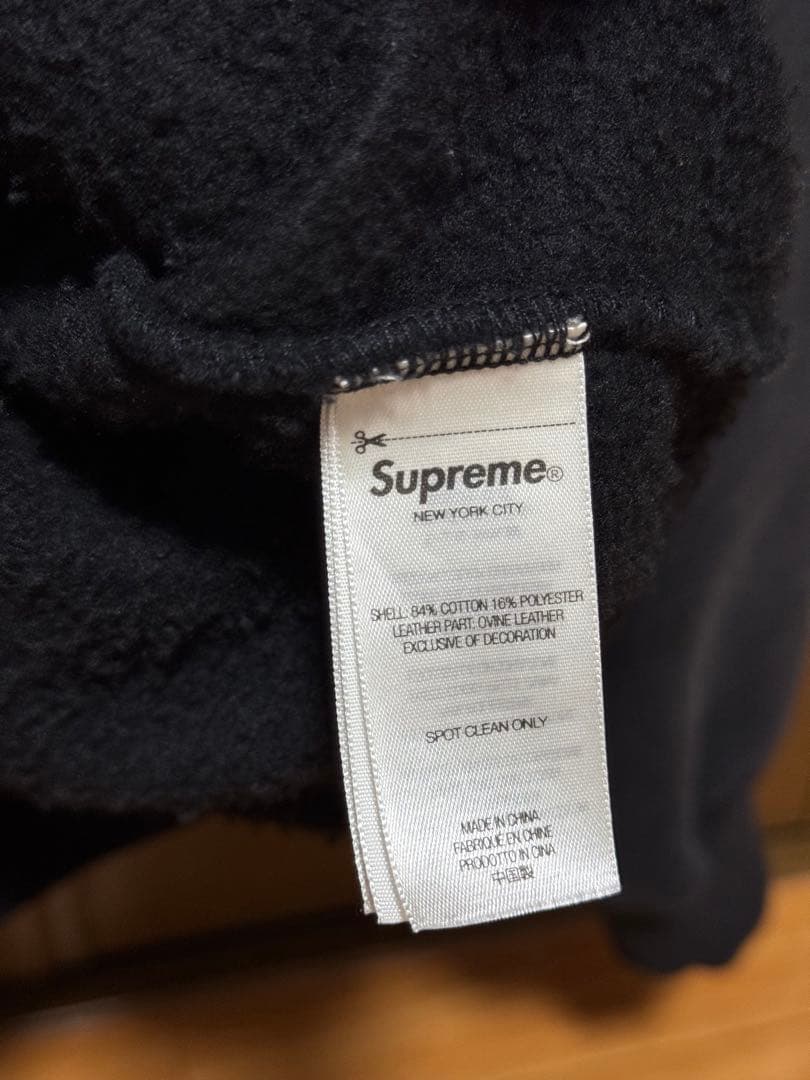 Supreme®
NEW YORK CITY
SHELL: 84% COTTON 16% POLYESTER
LEATHER PART: OVINE LEATHER
EXCLUSIVE OF DECORATION
SPOT CLEAN ONLY
MADE IN CHINA
FABRIQUE EN CHINE
PRODOTTO IN CINA
中国製